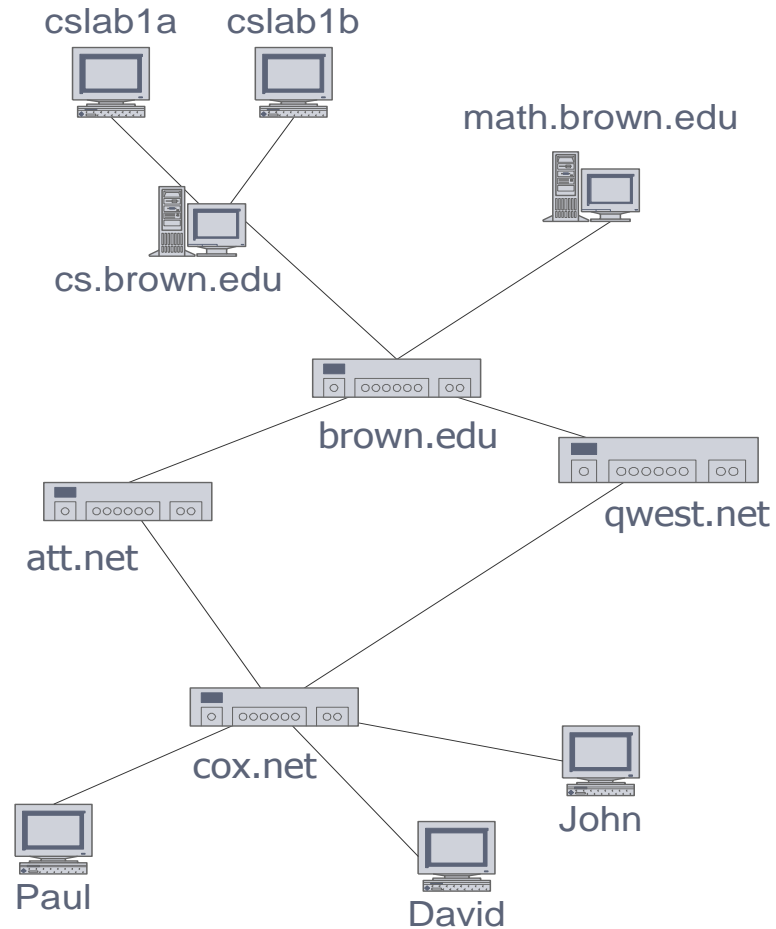 cslab1a
cslab1b
math.brown.edu
cs.brown.edu
brown.edu
qwest.net
att.net
cox.net
John
Paul
David